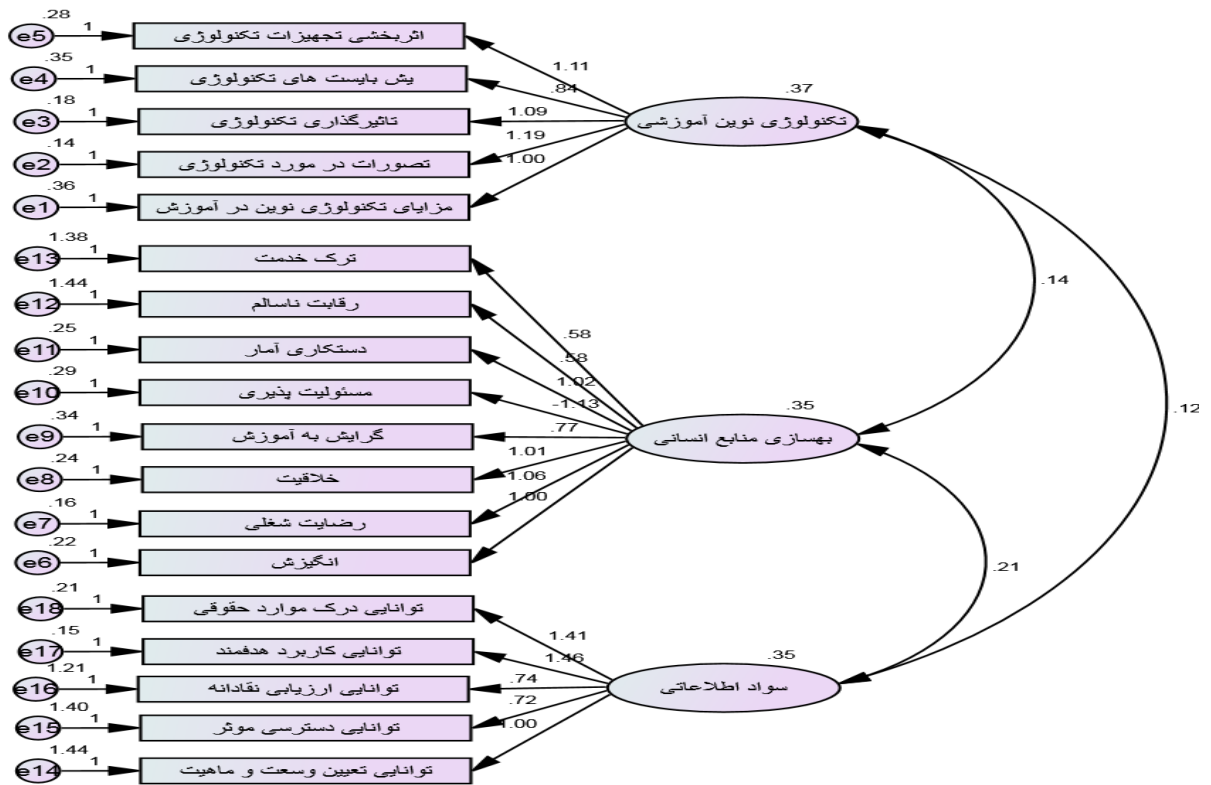 .28
e5
1
اثربخشی تجهیزات تکنولوژی
1.11
.35
e4
1
یش بایست های تکنولوژی
.84
.37
تکنولوژی نوین آموزشی
.18
e3
1
تاثیرگذاری تکنولوژی
1.09
.14
e2
1
تصورات در مورد تکنولوژی
1.19
.36
e1
1
مزایای تکنولوژی نوین در آموزش
1.00
1.38
e13
1
ترک خدمت
.58
.14
1.44
e12
1
رقابت ناسالم
.58
.25
e11
1
دستکاری آمار
1.02
.29
e10
1
مسئولیت پذیری
-1.13
.35
بهسازی منابع انسانی
.12
.34
e9
1
گرایش به آموزش
.77
.24
e8
1
خلاقیت
1.01
.16
e7
1
رضایت شغلی
1.06
.22
e6
1
انگیزش
1.00
.21
.21
e18
1
توانایی درک موارد حقوقی
1.41
.15
e17
1
توانایی کاربرد هدفمند
1.46
.35
سواد اطلاعاتی
1.21
e16
1
توانایی ارزیابی نقادانه
.74
1.40
e15
1
توانایی دسترسی موثر
.72
1.44
e14
1
توانایی تعیین وسعت و ماهیت
1.00